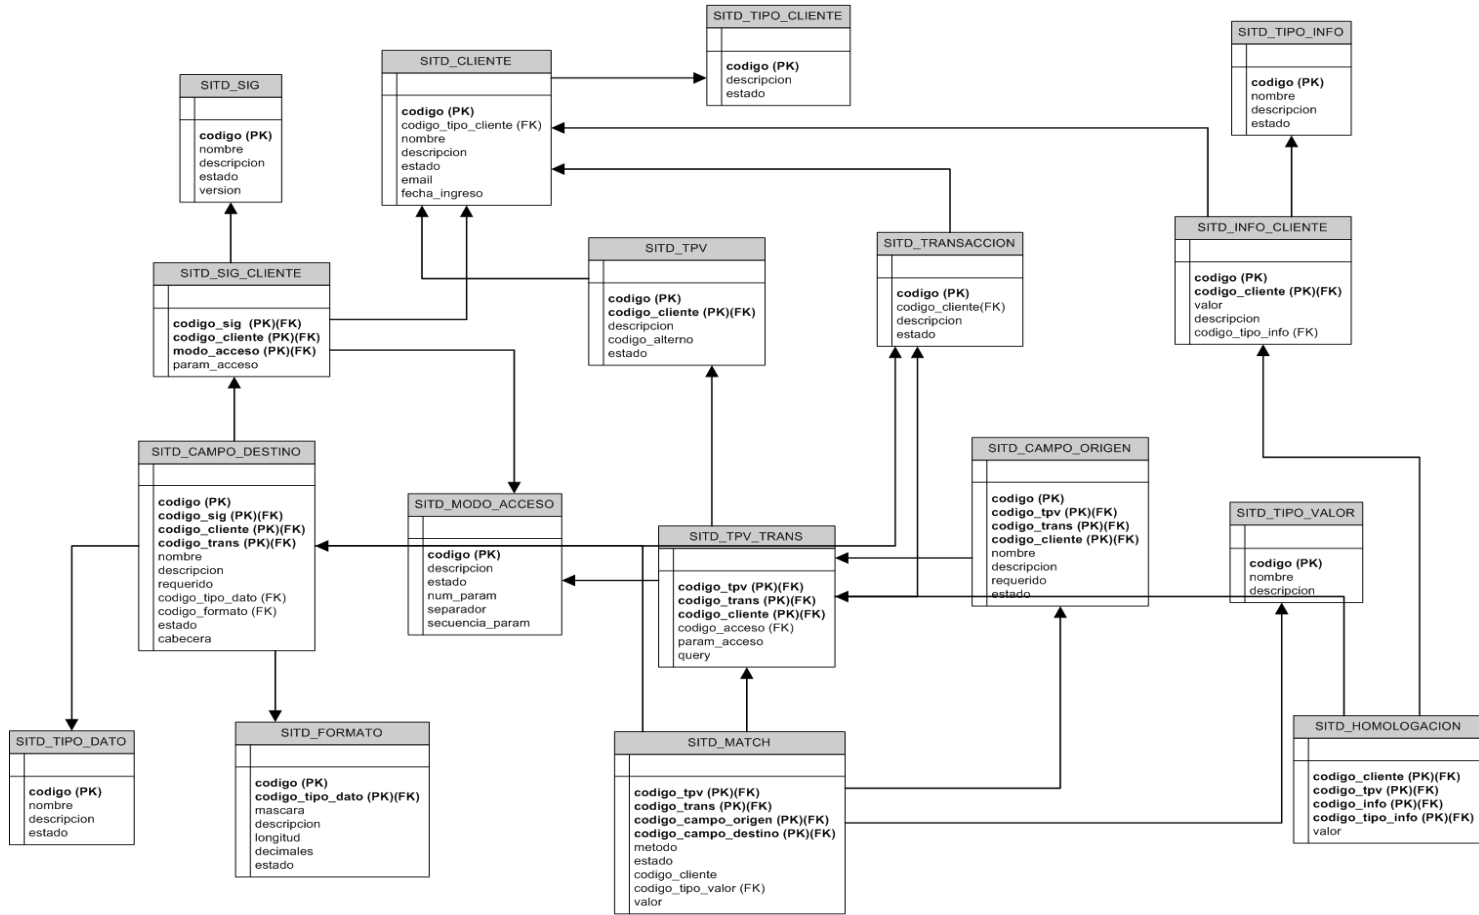 SITD_TIPO_CLIENTE
codigo (PK)
descripcion
estado
SITD_TIPO_INFO
codigo (PK)
nombre
descripcion
estado
SITD_CLIENTE
codigo (PK)
codigo_tipo_cliente (FK)
nombre
descripcion
estado
email
fecha_ingreso
SITD_SIG
codigo (PK)
nombre
descripcion
estado
version
SITD_INFO_CLIENTE
codigo (PK)
codigo_cliente (PK)(FK)
valor
descripcion
codigo_tipo_info (FK)
SITD_TRANSACCION
codigo (PK)
codigo_cliente(FK)
descripcion
estado
SITD_TPV
codigo (PK)
codigo_cliente (PK)(FK)
descripcion
codigo_alterno
estado
SITD_SIG_CLIENTE
codigo_sig (PK)(FK)
codigo_cliente (PK)(FK)
modo_acceso (PK)(FK)
param_acceso
SITD_CAMPO_DESTINO
codigo (PK)
codigo_sig (PK)(FK)
codigo_cliente (PK)(FK)
codigo_trans (PK)(FK)
nombre
descripcion
requerido
codigo_tipo_dato (FK)
codigo_formato (FK)
estado
cabecera
SITD_MODO_ACCESO
codigo (PK)
descripcion
estado
num_param
separador
secuencia_param
SITD_TPV_TRANS
codigo_tpv (PK)(FK)
codigo_trans (PK)(FK)
codigo_cliente (PK)(FK)
codigo_acceso (FK)
param_acceso
query
SITD_CAMPO_ORIGEN
codigo (PK)
codigo_tpv (PK)(FK)
codigo_trans (PK)(FK)
codigo_cliente (PK)(FK)
nombre
descripcion
requerido
estado
SITD_TIPO_VALOR
codigo (PK)
nombre
descripcion
SITD_TIPO_DATO
codigo (PK)
nombre
descripcion
estado
SITD_FORMATO
codigo (PK)
codigo_tipo_dato (PK)(FK)
mascara
descripcion
longitud
decimales
estado
SITD_MATCH
codigo_tpv (PK)(FK)
codigo_trans (PK)(FK)
codigo_campo_origen (PK)(FK)
codigo_campo_destino (PK)(FK)
metodo
estado
codigo_cliente
codigo_tipo_valor (FK)
valor
SITD_HOMOLOGACION
codigo_cliente (PK)(FK)
codigo_tpv (PK)(FK)
codigo_info (PK)(FK)
codigo_tipo_info (PK)(FK)
valor